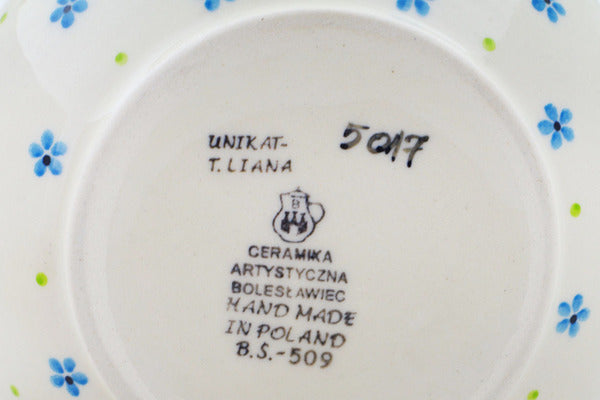 UNIKAT-
T. LIANA
5017
B
CERAMIKA
ARTYSTYCZNA
BOLESŁAWIEC
HAND MADE
IN POLAND
B.S.-509